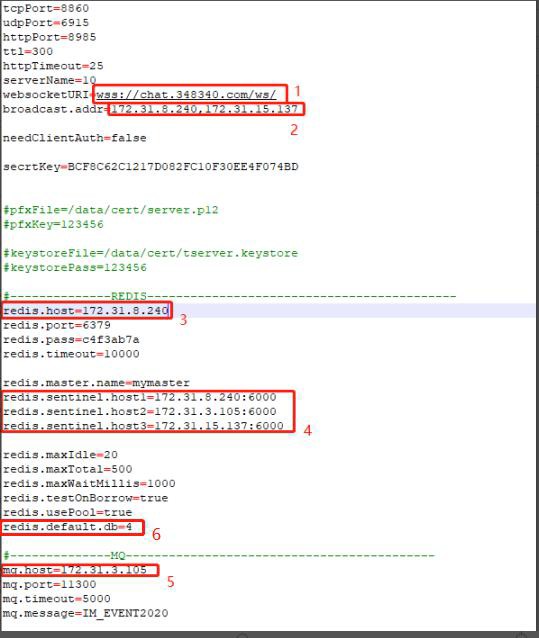 tcpPort=8860
udpPort=6915
httpPort=8985
ttl=300
httpTimeout=25
serverName=10
websocketURI=wss://chat.348340.com/ws/ 1
broadcast.addr=172.31.8.240,172.31.15.137
2
needClientAuth=false
secrtKey=BCF8C62C1217D082FC10F30EE4F074BD
#pfxFile=/data/cert/server.p12
#pfxKey=123456
#keystoreFile=/data/cert/tserver.keystore
#keystorePass=123456
#--------------REDIS-------------------------------------------
redis.host=172.31.8.240 3
redis.port=6379
redis.pass=c4f3ab7a
redis.timeout=10000
redis.master.name=mymaster
redis.sentinel.host1=172.31.8.240:6000
redis.sentinel.host2=172.31.3.105:6000
redis.sentinel.host3=172.31.15.137:6000 4
redis.maxIdle=20
redis.maxTotal=500
redis.maxWaitMillis=1000
redis.testOnBorrow=true
redis.usePool=true
redis.default.db=4 6
#--------------MQ-------------------------------------------
mq.host=172.31.3.105 5
mq.port=11300
mq.timeout=5000
mq.message=IM_EVENT2020